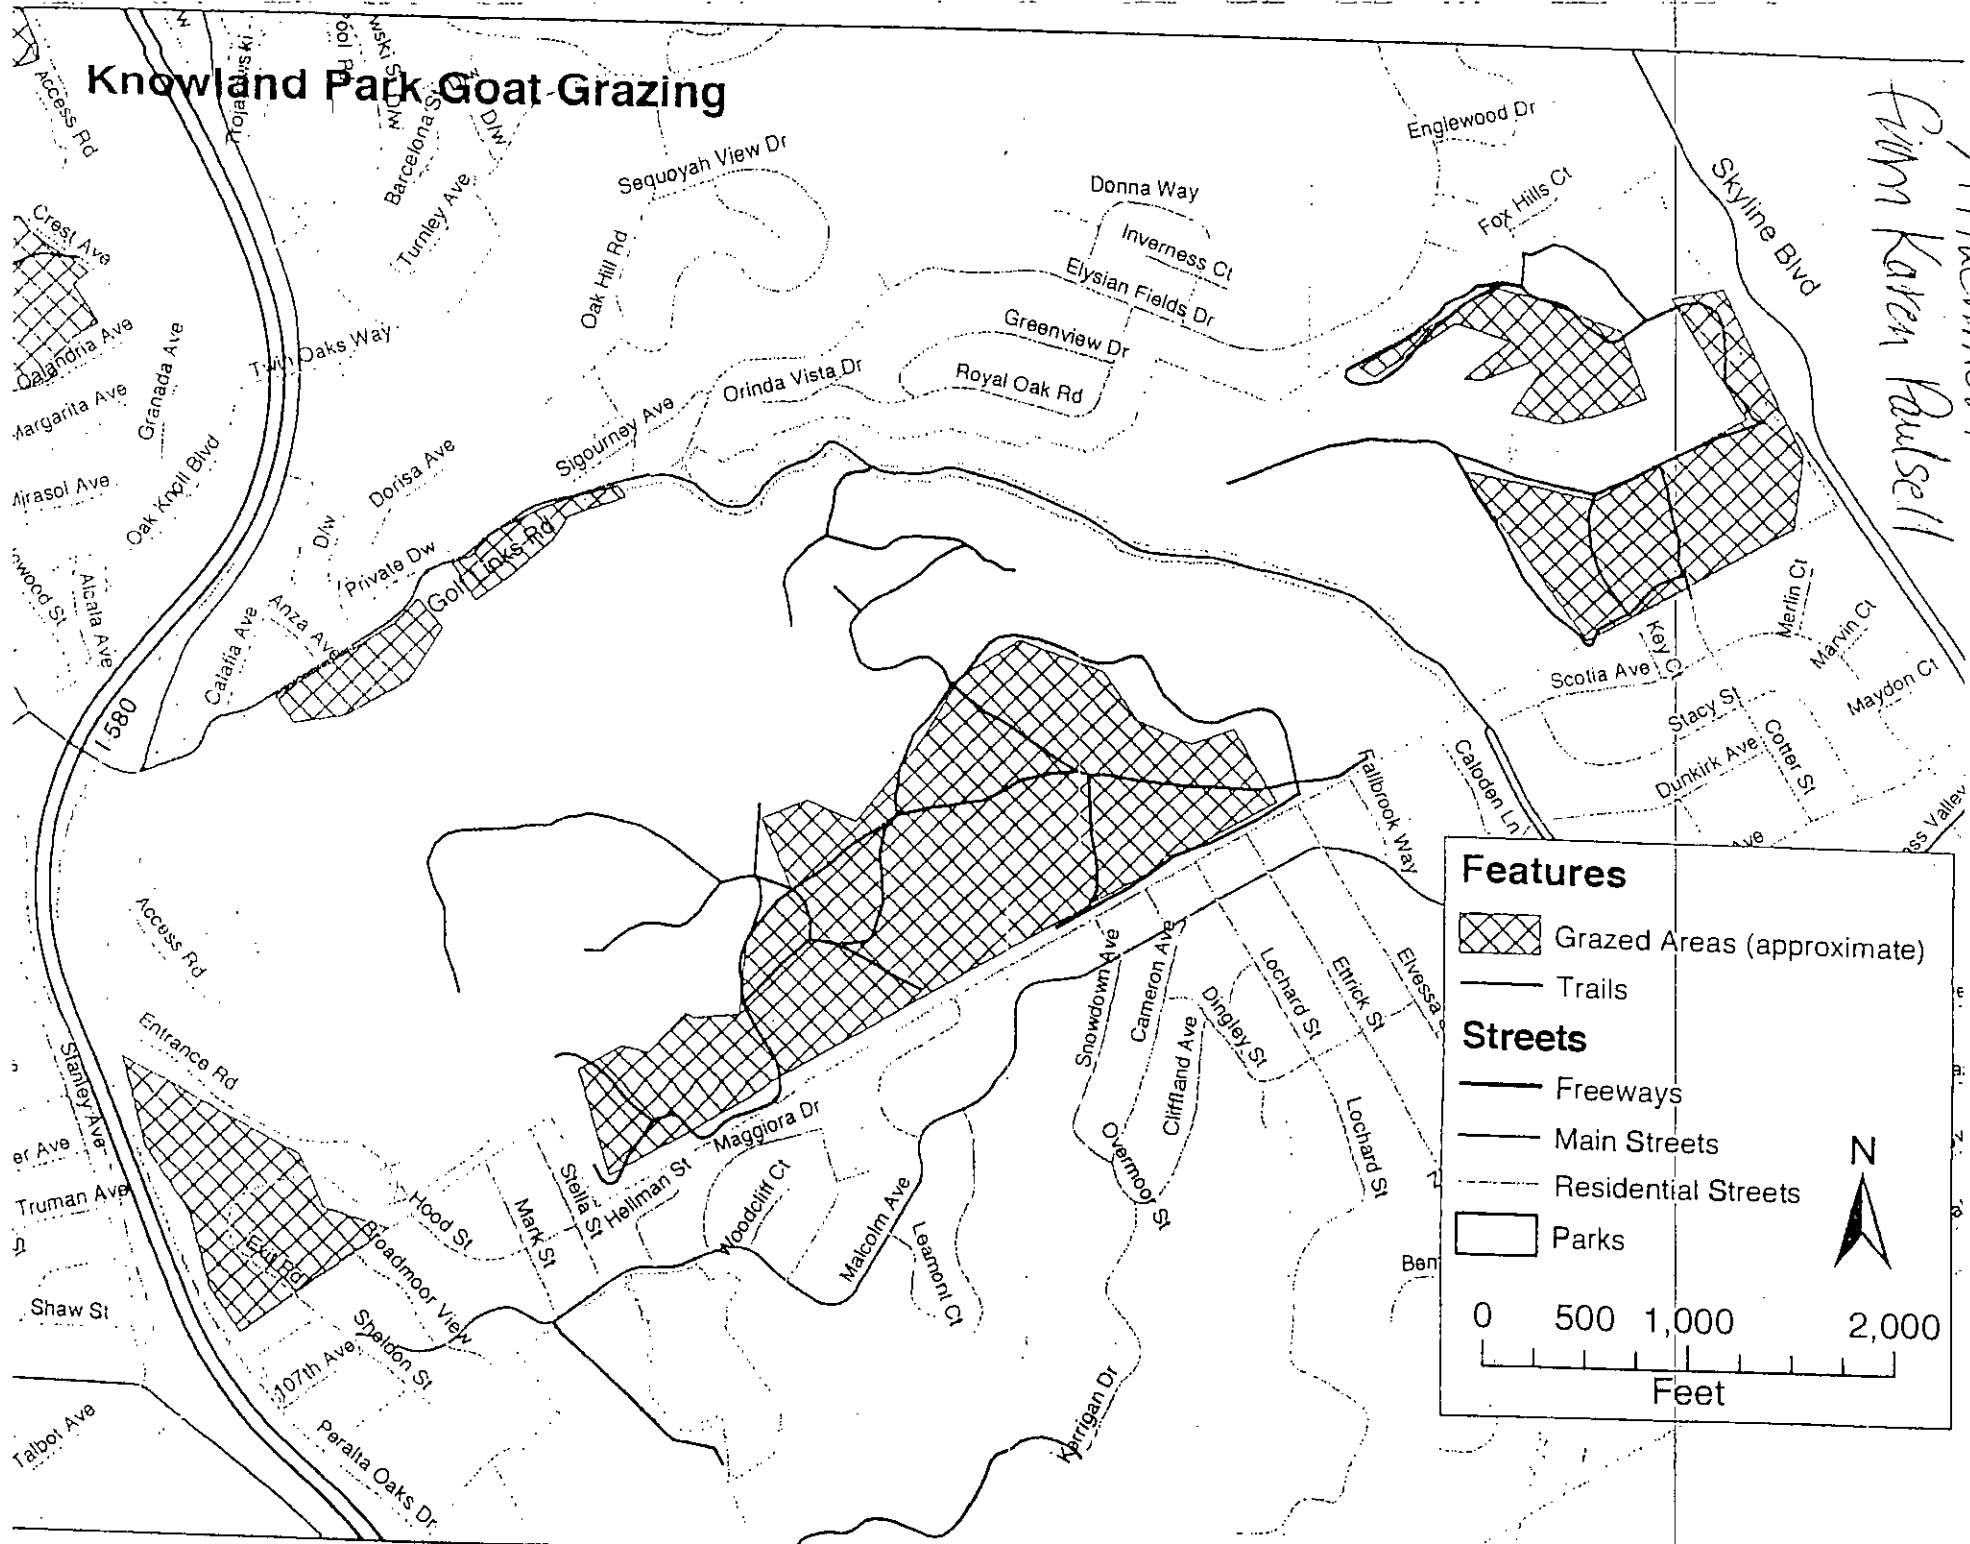 Knowland Park Goat Grazing
Access Rd
Trojanowski
Barcelona St
D/w
D/w
Turnley Ave
Sequoyah View Dr
Oak Hill Rd
Donna Way
Inverness Ct
Elysian Fields Dr
Greenview Dr
Royal Oak Rd
Orinda Vista Dr
Englewood Dr
Fox Hills Ct
Skyline Blvd
from Karen Paulsell
Crest Ave
Calandria Ave
Margarita Ave
Granada Ave
Twin Oaks Way
Mirasol Ave
Oak Knoll Blvd
Dorisa Ave
Sigourney Ave
D/w
Private Dw
Golf Links Rd
Alcala Ave
Calafia Ave
Anza Ave
I 580
Merlin Ct
Marvin Ct
Maydon Ct
Key Ct
Scotia Ave
Stacy St
Cotter St
Dunkirk Ave
Caloden Ln
Fallbrook Way
Ave
Access Rd
Entrance Rd
Stanley Ave
Truman Ave
Shaw St
Talbot Ave
Exit Rd
Broadmoor View
Hood St
Mark St
Stella St
Hellman St
Maggiora Dr
Woodcliff Ct
Malcolm Ave
Leamont Ct
Sheldon St
107th Ave
Peralta Oaks Dr
Snowdown Ave
Cameron Ave
Cliffland Ave
Dingley St
Lochard St
Ettrick St
Elvessa
Lochard St
Overmoor St
Kerrigan Dr
Features
Grazed Areas (approximate)
Trails
Streets
Freeways
Main Streets
Residential Streets
Parks
N
0 500 1,000 2,000
Feet